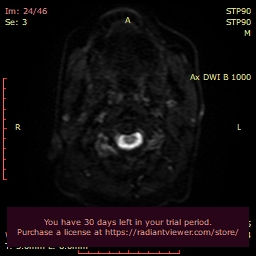 Im: 24/46
Se: 3
A
STP90
STP90
M
Ax DWI B 1000
R
L
You have 30 days left in your trial period.
Purchase a license at https://radiantviewer.com/store/